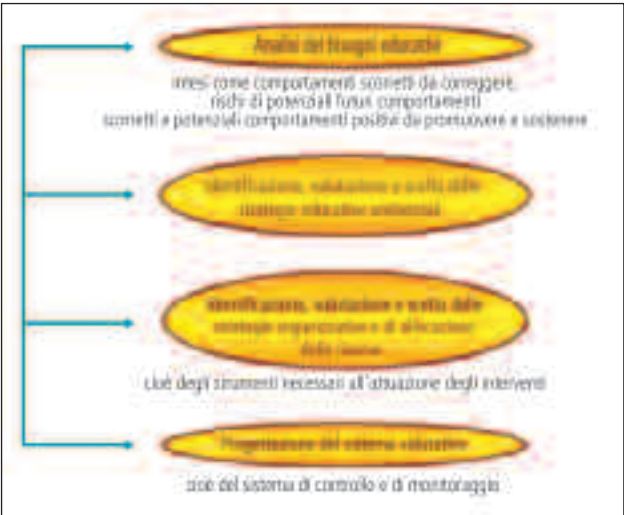 Analisi dei bisogni educativi
intesi come comportamenti scorretti da correggere,
rischi di potenziali futuri comportamenti
scorretti e potenziali comportamenti positivi da promuovere e sostenere
Identificazione, valutazione e scelta delle
strategie educative ambientali
Identificazione, valutazione e scelta delle
strategie organizzative e di allocazione
delle risorse
cioè degli strumenti necessari all'attuazione degli interventi
Progettazione del sistema valutativo
cioè del sistema di controllo e di monitoraggio